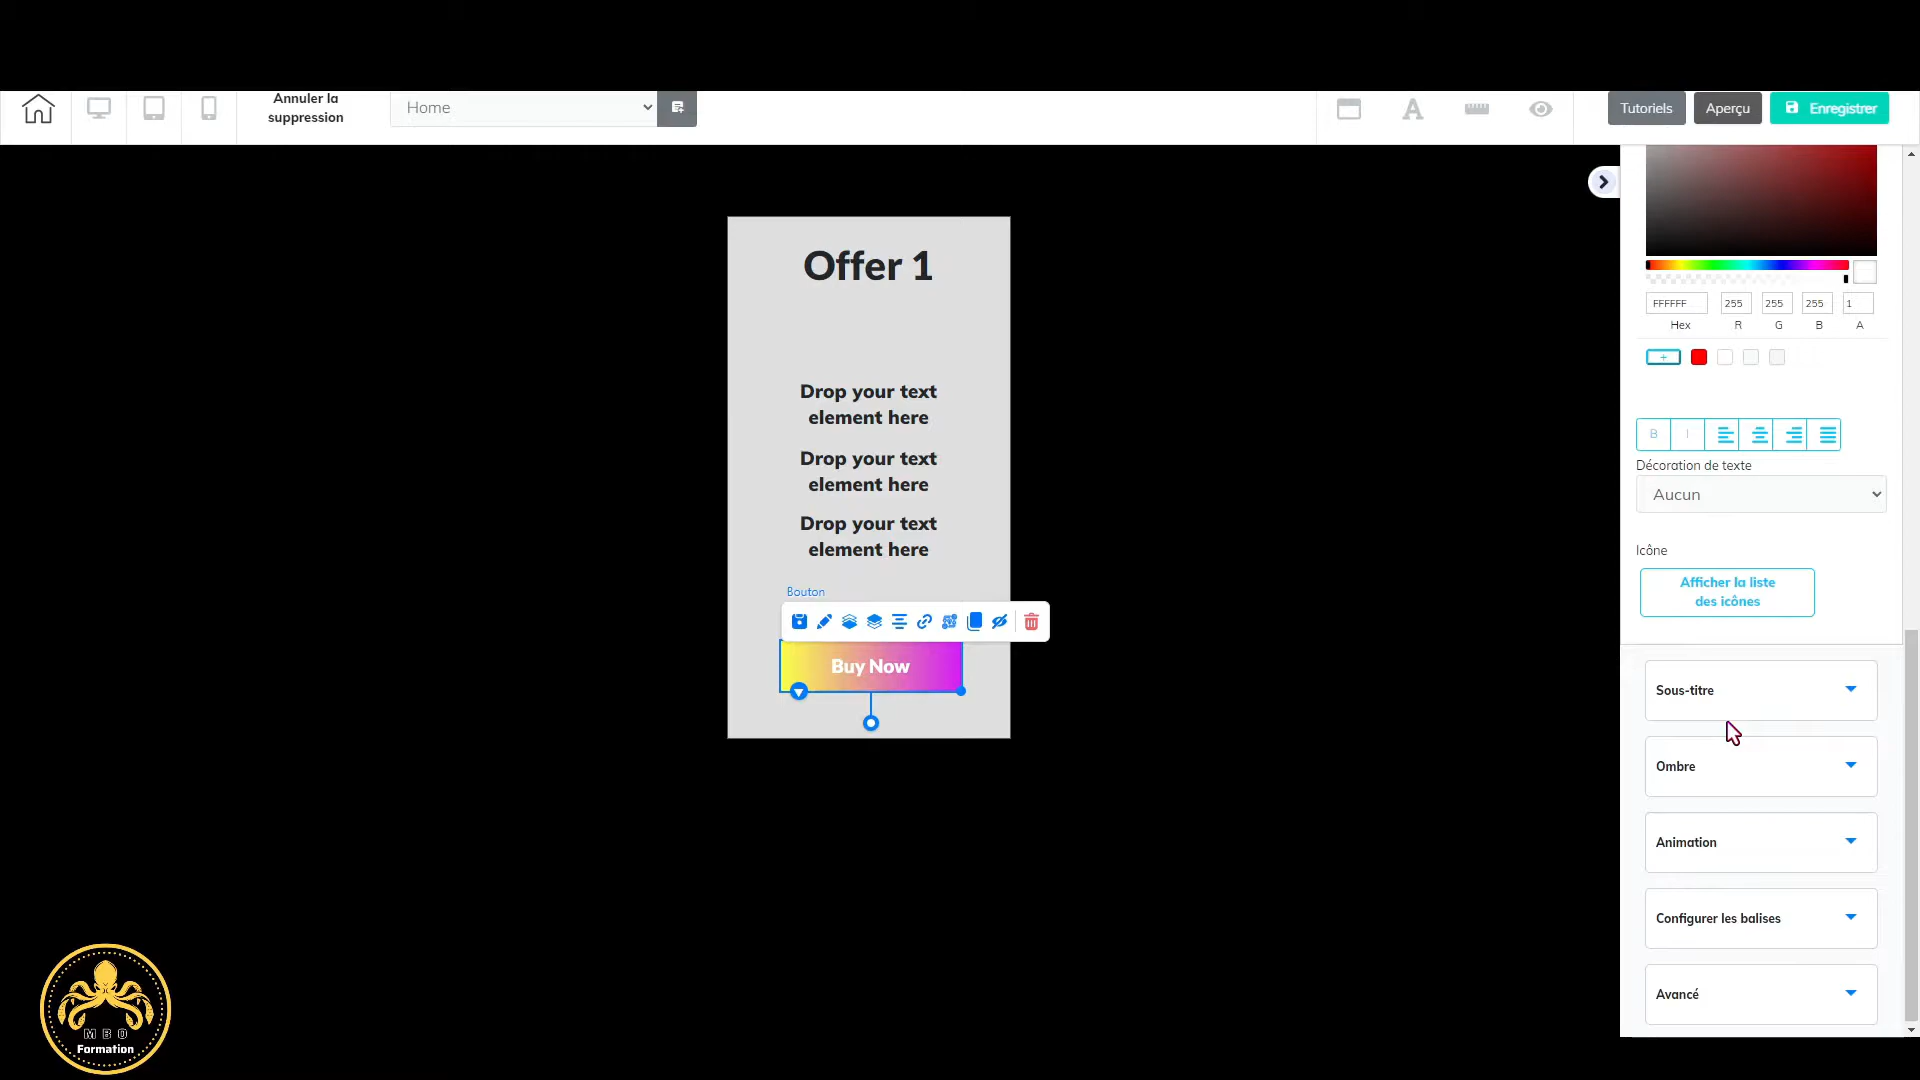 Annuler la
suppression
Home
Tutoriels
Aperçu
Enregistrer
Offer 1
Drop your text
element here
Drop your text
element here
Drop your text
element here
Bouton
Buy Now
FFFFFF 255 255 255 1
Hex R G B A
+
B I
Décoration de texte
Aucun
Icône
Afficher la liste
des icônes
Sous-titre
Ombre
Animation
Configurer les balises
Avancé
MBO
Formation